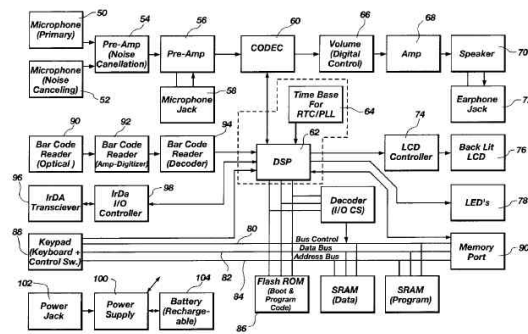 50
Microphone
(Primary)
54
Pre-Amp
(Noise
Canellation)
56
Pre-Amp
60
CODEC
66
Volume
(Digital
Control)
68
Amp
Speaker
70
Microphone
(Noise
Canceling)
52
58
Microphone
Jack
Time Base
For
RTC/PLL
64
Earphone
Jack
90
Bar Code
Reader
(Optical )
92
Bar Code
Reader
(Amp-Digitizer)
94
Bar Code
Reader
(Decoder)
62
DSP
74
LCD
Controller
Back Lit
LCD
76
96
IrDA
Transciever
98
IrDa
I/O
Controller
Decoder
(I/O CS)
LED's
78
88
Keypad
(Keyboard +
Control Sw.)
80
82
84
Bus Control
Data Bus
Address Bus
Memory
Port
90
102
Power
Jack
100
Power
Supply
104
Battery
(Recharge-
able)
Flash ROM
(Boot &
Program
Code)
86
SRAM
(Data)
SRAM
(Program)